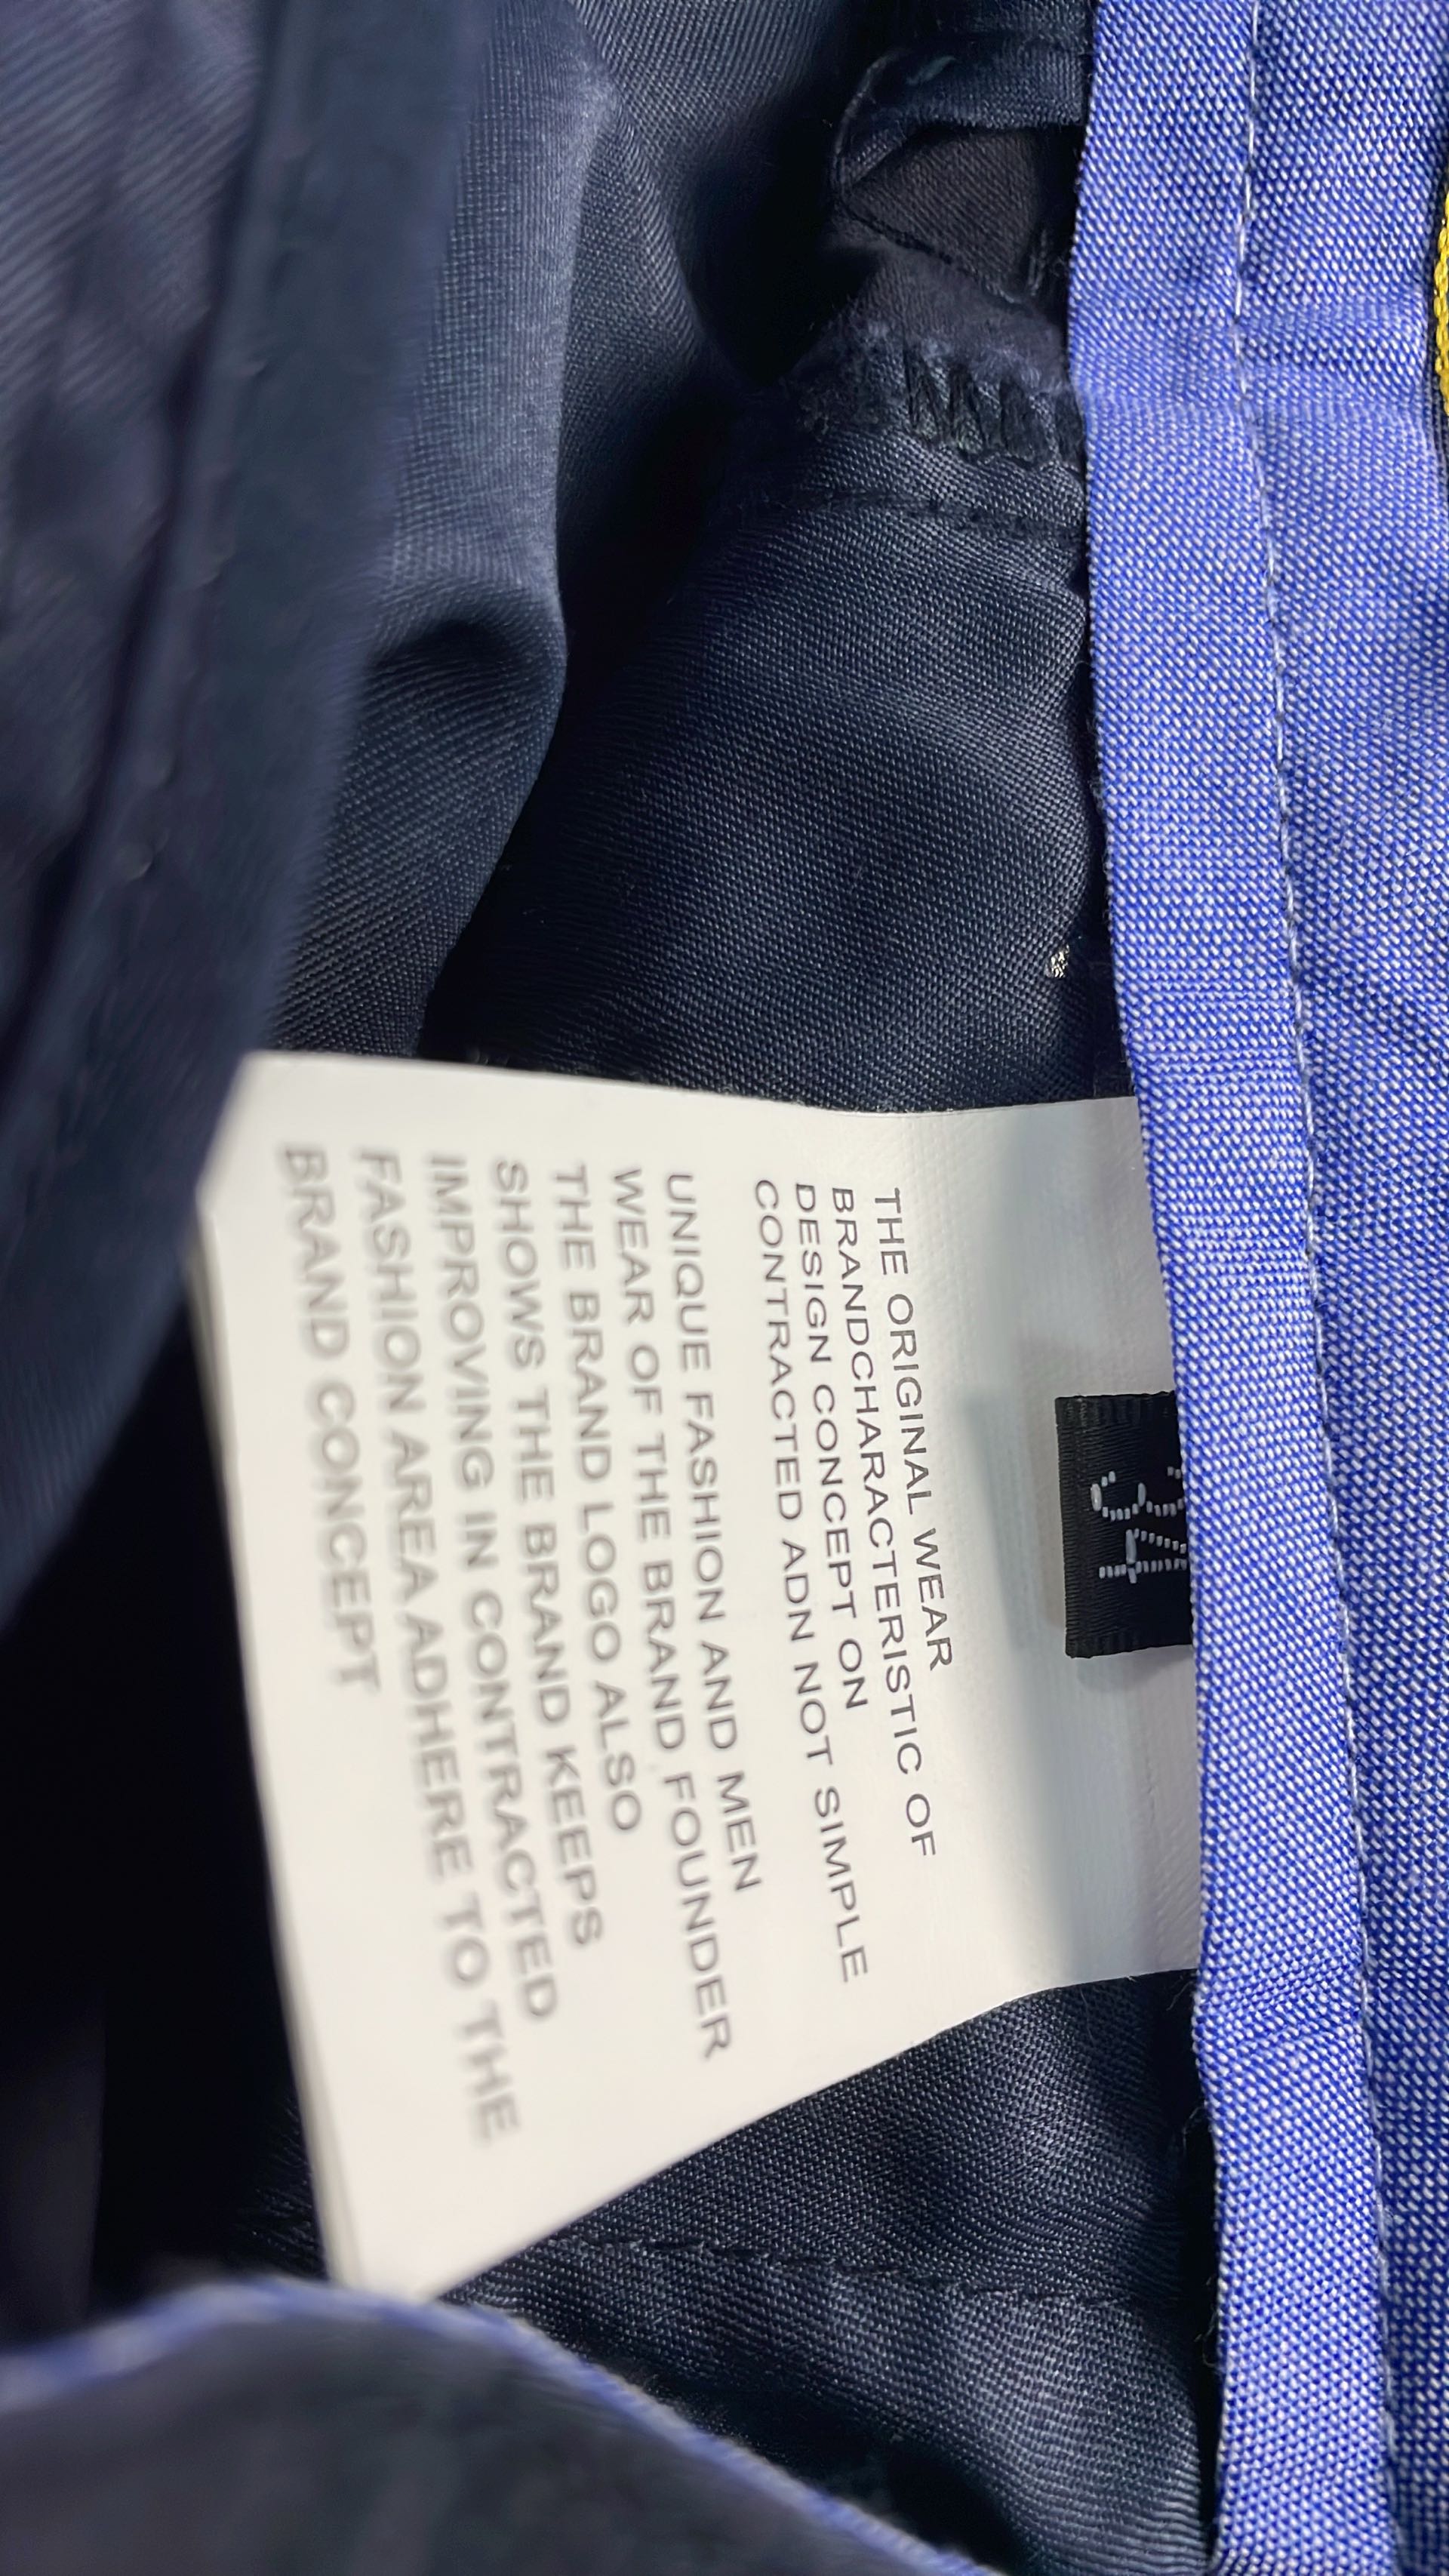 THE ORIGINAL WEAR
BRANDCHARACTERISTIC OF
DESIGN CONCEPT ON
CONTRACTED ADN NOT SIMPLE
UNIQUE FASHION AND MEN
WEAR OF THE BRAND FOUNDER
THE BRAND LOGO ALSO
SHOWS THE BRAND KEEPS
IMPROVING IN CONTRACTED
FASHION AREA ADHERE TO THE
BRAND CONCEPT